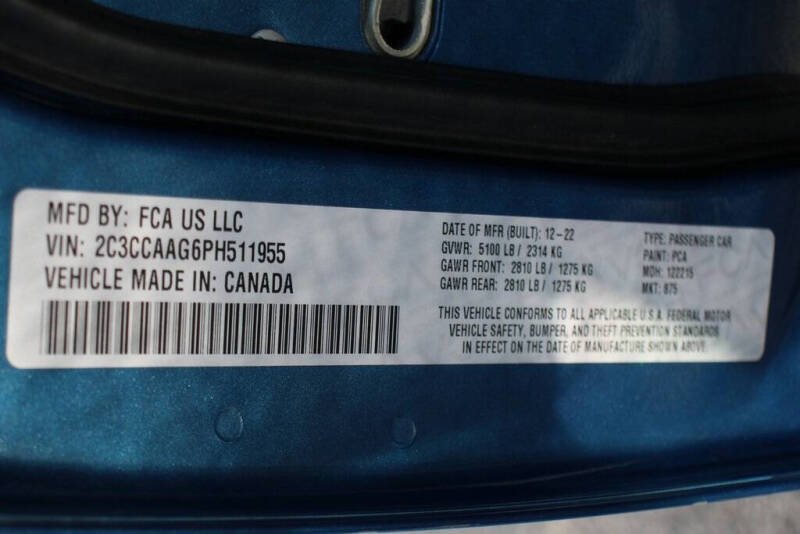 MFD BY: FCA US LLC
VIN: 2C3CCAAG6PH511955
VEHICLE MADE IN: CANADA
DATE OF MFR (BUILT): 12-22
GVWR: 5100 LB / 2314 KG
GAWR FRONT: 2810 LB / 1275 KG
GAWR REAR: 2810 LB / 1275 KG
TYPE: PASSENGER CAR
PAINT: PCA
MDH: 122215
MKT: 875
THIS VEHICLE CONFORMS TO ALL APPLICABLE U.S.A. FEDERAL MOTOR
VEHICLE SAFETY, BUMPER, AND THEFT PREVENTION STANDARDS
IN EFFECT ON THE DATE OF MANUFACTURE SHOWN ABOVE.